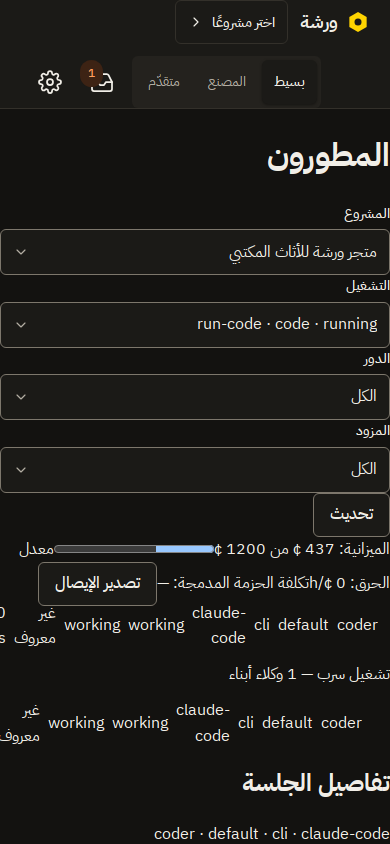 ورشة
اختر مشروعًا
بسيط المصنع متقدّم 1
المطورون
المشروع
متجر ورشة للأثاث المكتبي
التشغيل
run-code · code · running
الدور
الكل
المزود
الكل
تحديث
الميزانية: 437 ¢ من 1200 ¢ معدل
الحرق: 0 ¢/h تكلفة الحزمة المدمجة: — تصدير الإيصال
coder default cli claude-code working working غير معروف 0 s
تشغيل سرب — 1 وكلاء أبناء
coder default cli claude-code working working غير معروف
تفاصيل الجلسة
coder · default · cli · claude-code